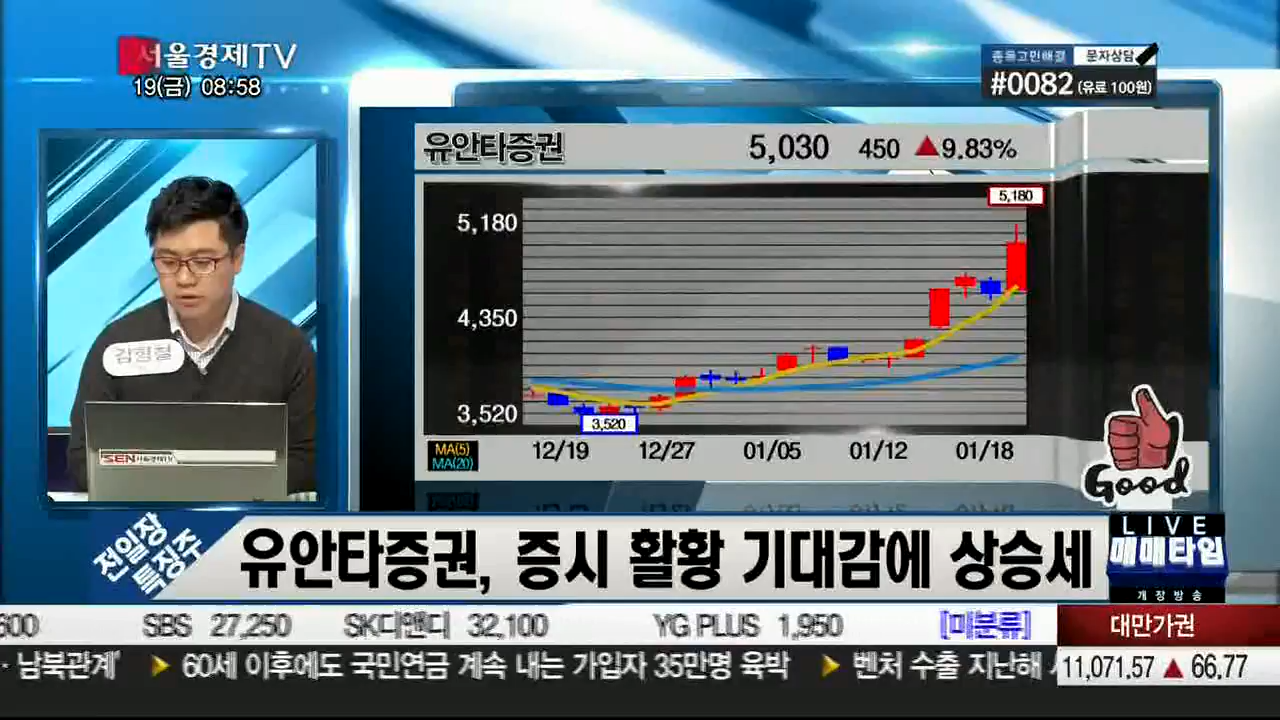 서울경제TV
19(금) 08:58
종목고민해결 문자상담
#0082 (유료 100원)
유안타증권 5,030 450 ▲9.83%
5,180
5,180
4,350
3,520
3,520
12/19 12/27 01/05 01/12 01/18
MA(5)
MA(20)
Good
SEN 서울경제TV
전일장
특징주
유안타증권, 증시 활황 기대감에 상승세
LIVE
매매타임
개장방송
600 SBS 27,250 SK디앤디 32,100 YG PLUS 1,950 [미분류]
대만가권
남북관계' 60세 이후에도 국민연금 계속 내는 가입자 35만명 육박 벤처 수출 지난해
11,071.57 ▲ 66.77